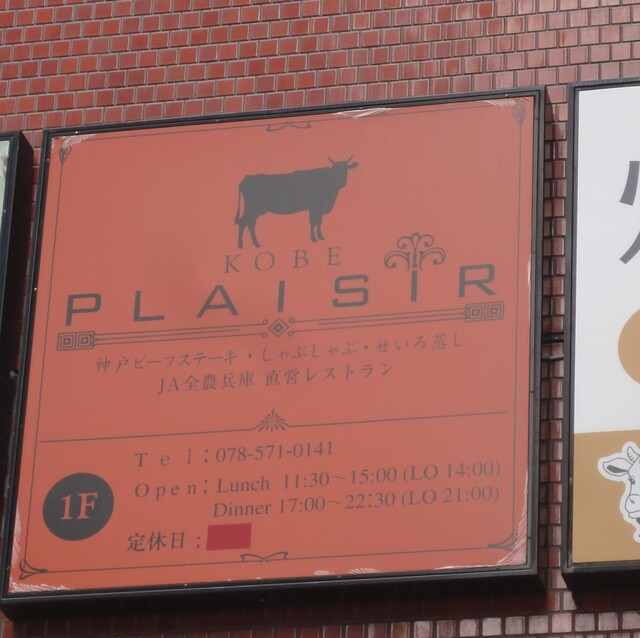 KOBE
PLAISIR
神戸ビーフステーキ・しゃぶしゃぶ・せいろ蒸し
JA全農兵庫 直営レストラン
1F
Tel;078-571-0141
Open; Lunch 11:30～15:00 (LO 14:00)
Dinner 17:00～22:30 (LO 21:00)
定休日;